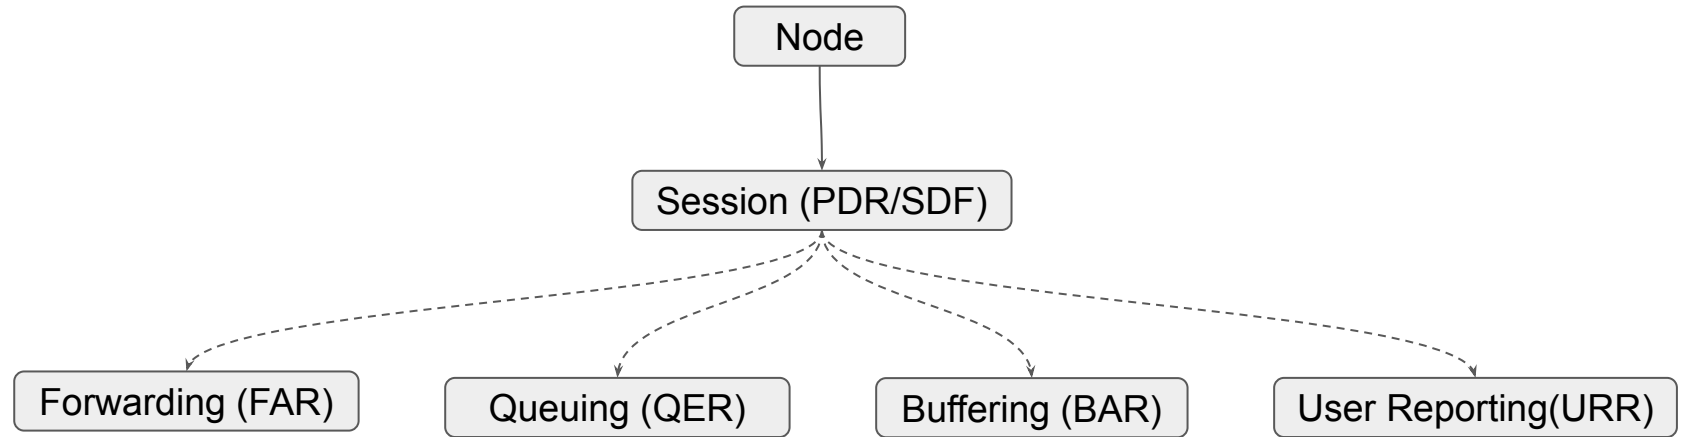 Node
Session (PDR/SDF)
Forwarding (FAR)
Queuing (QER)
Buffering (BAR)
User Reporting(URR)